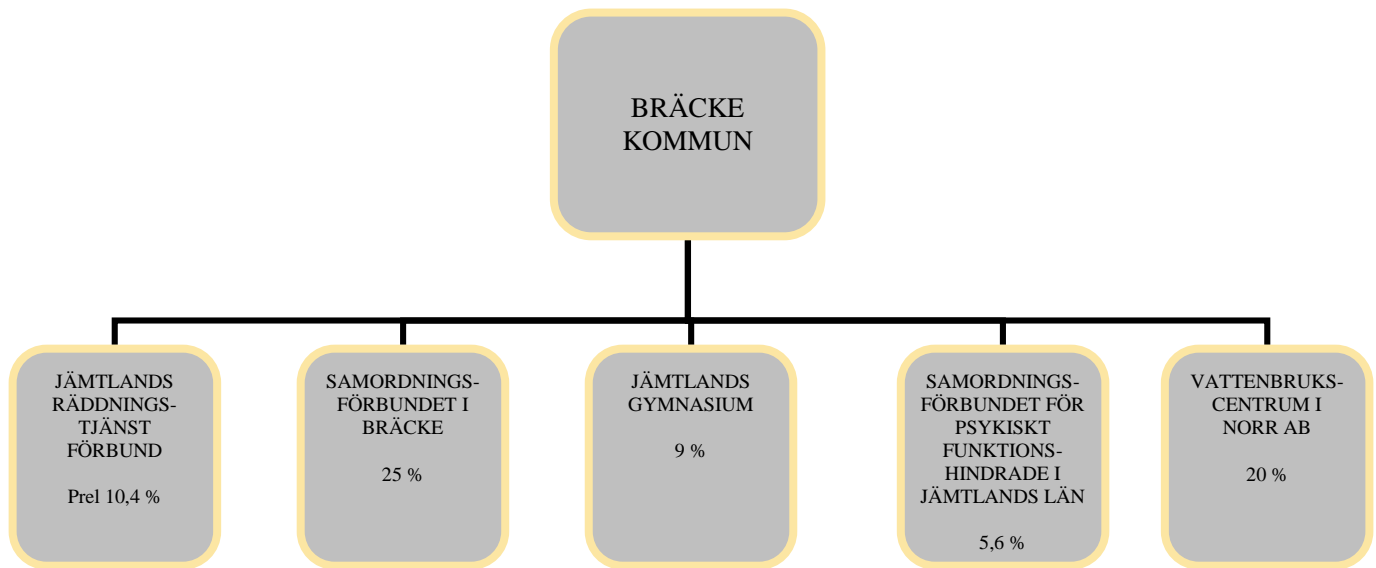 BRÄCKE
KOMMUN
JÄMTLANDS
RÄDDNINGS-
TJÄNST
FÖRBUND
Prel 10,4 %
SAMORDNINGS-
FÖRBUNDET I
BRÄCKE
25 %
JÄMTLANDS
GYMNASIUM
9 %
SAMORDNINGS-
FÖRBUNDET FÖR
PSYKISKT
FUNKTIONS-
HINDRADE I
JÄMTLANDS LÄN
5,6 %
VATTENBRUKS-
CENTRUM I
NORR AB
20 %